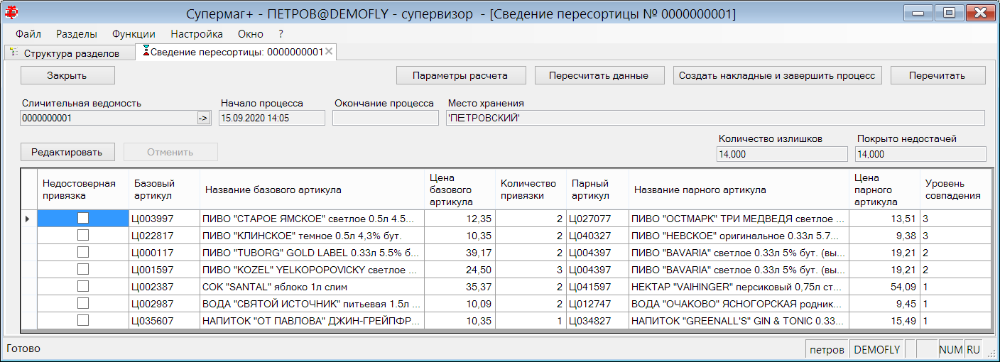 Супермаг+ - ПЕТРОВ@DEMOFLY - супервизор - [Сведение пересортицы № 0000000001]
Файл Разделы Функции Настройка Окно ?
Структура разделов Сведение пересортицы: 0000000001
Закрыть Параметры расчета Пересчитать данные Создать накладные и завершить процесс Перечитать
Сличительная ведомость Начало процесса Окончание процесса Место хранения
0000000001 -> 15.09.2020 14:05 'ПЕТРОВСКИЙ'
Количество излишков Покрыто недостачей
Редактировать Отменить 14,000 14,000
Недостоверная привязка Базовый артикул Название базового артикула Цена базового артикула Количество привязки Парный артикул Название парного артикула Цена парного артикула Уровень совпадения
Ц003997 ПИВО "СТАРОЕ ЯМСКОЕ" светлое 0.5л 4.5... 12,35 2 Ц027077 ПИВО "ОСТМАРК" ТРИ МЕДВЕДЯ светлое ... 13,51 3
Ц022817 ПИВО "КЛИНСКОЕ" темное 0.5л 4,3% бут. 10,35 2 Ц040327 ПИВО "НЕВСКОЕ" оригинальное 0.33л 5.7... 9,38 3
Ц000117 ПИВО "TUBORG" GOLD LABEL 0.33л 5.5% б... 39,17 2 Ц004397 ПИВО "BAVARIA" светлое 0.33л 5% бут. (вы... 19,21 2
Ц001597 ПИВО "KOZEL" YELKOPOPOVICKY светлое ... 24,50 3 Ц004397 ПИВО "BAVARIA" светлое 0.33л 5% бут. (вы... 19,21 2
Ц002387 СОК "SANTAL" яблоко 1л слим 35,37 2 Ц041597 НЕКТАР "VAIHINGER" персиковый 0,75л ст... 54,09 1
Ц002987 ВОДА "СВЯТОЙ ИСТОЧНИК" питьевая 1.5л ... 10,09 2 Ц012747 ВОДА "ОЧАКОВО" ЯСНОГОРСКАЯ родник... 9,45 1
Ц035607 НАПИТОК "ОТ ПАВЛОВА" ДЖИН-ГРЕЙПФР... 10,35 1 Ц034827 НАПИТОК "GREENALL'S" GIN & TONIC 0.33... 15,49 1
Готово петров DEMOFLY NUM RU